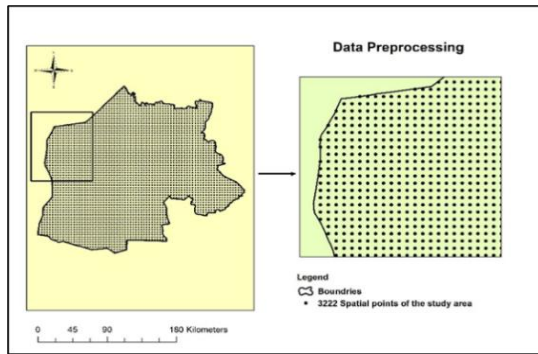 Data Preprocessing
Legend
Boundries
3222 Spatial points of the study area
0 45 90 180 Kilometers